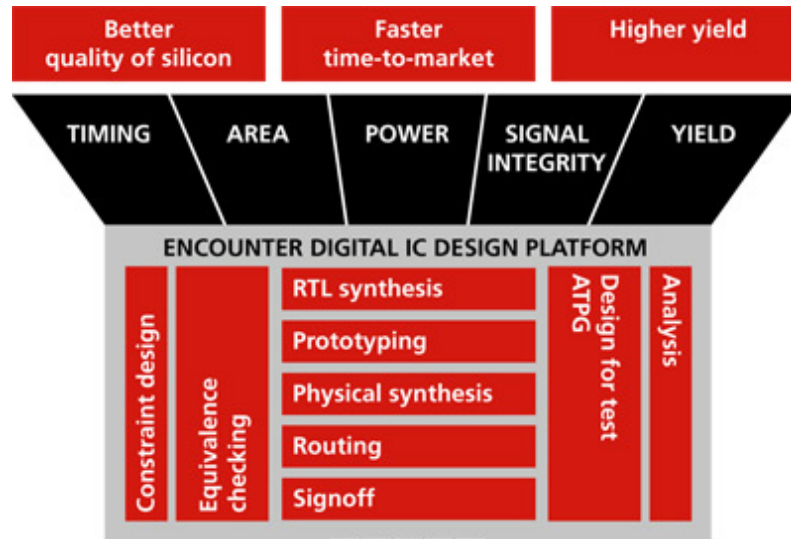 Better
quality of silicon
Faster
time-to-market
Higher yield
TIMING
AREA
POWER
SIGNAL
INTEGRITY
YIELD
ENCOUNTER DIGITAL IC DESIGN PLATFORM
Constraint design
Equivalence
checking
RTL synthesis
Prototyping
Physical synthesis
Routing
Signoff
Design for test
ATPG
Analysis